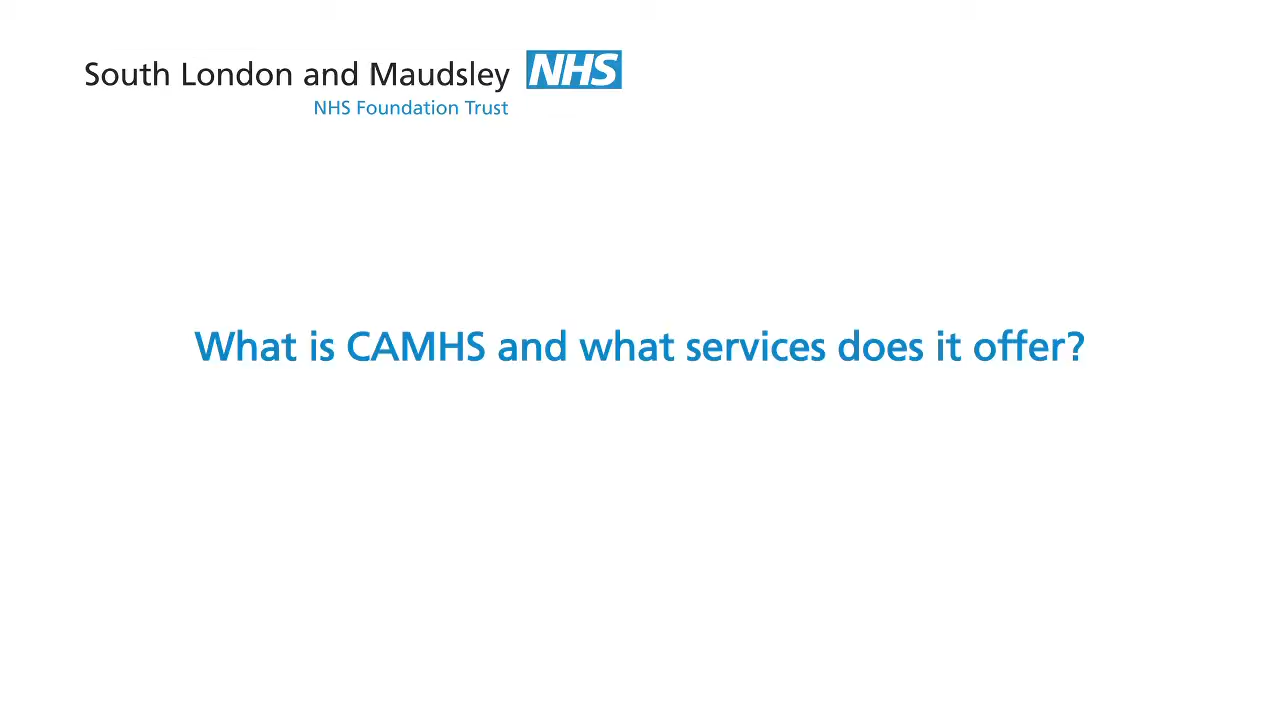 South London and Maudsley NHS
NHS Foundation Trust
What is CAMHS and what services does it offer?